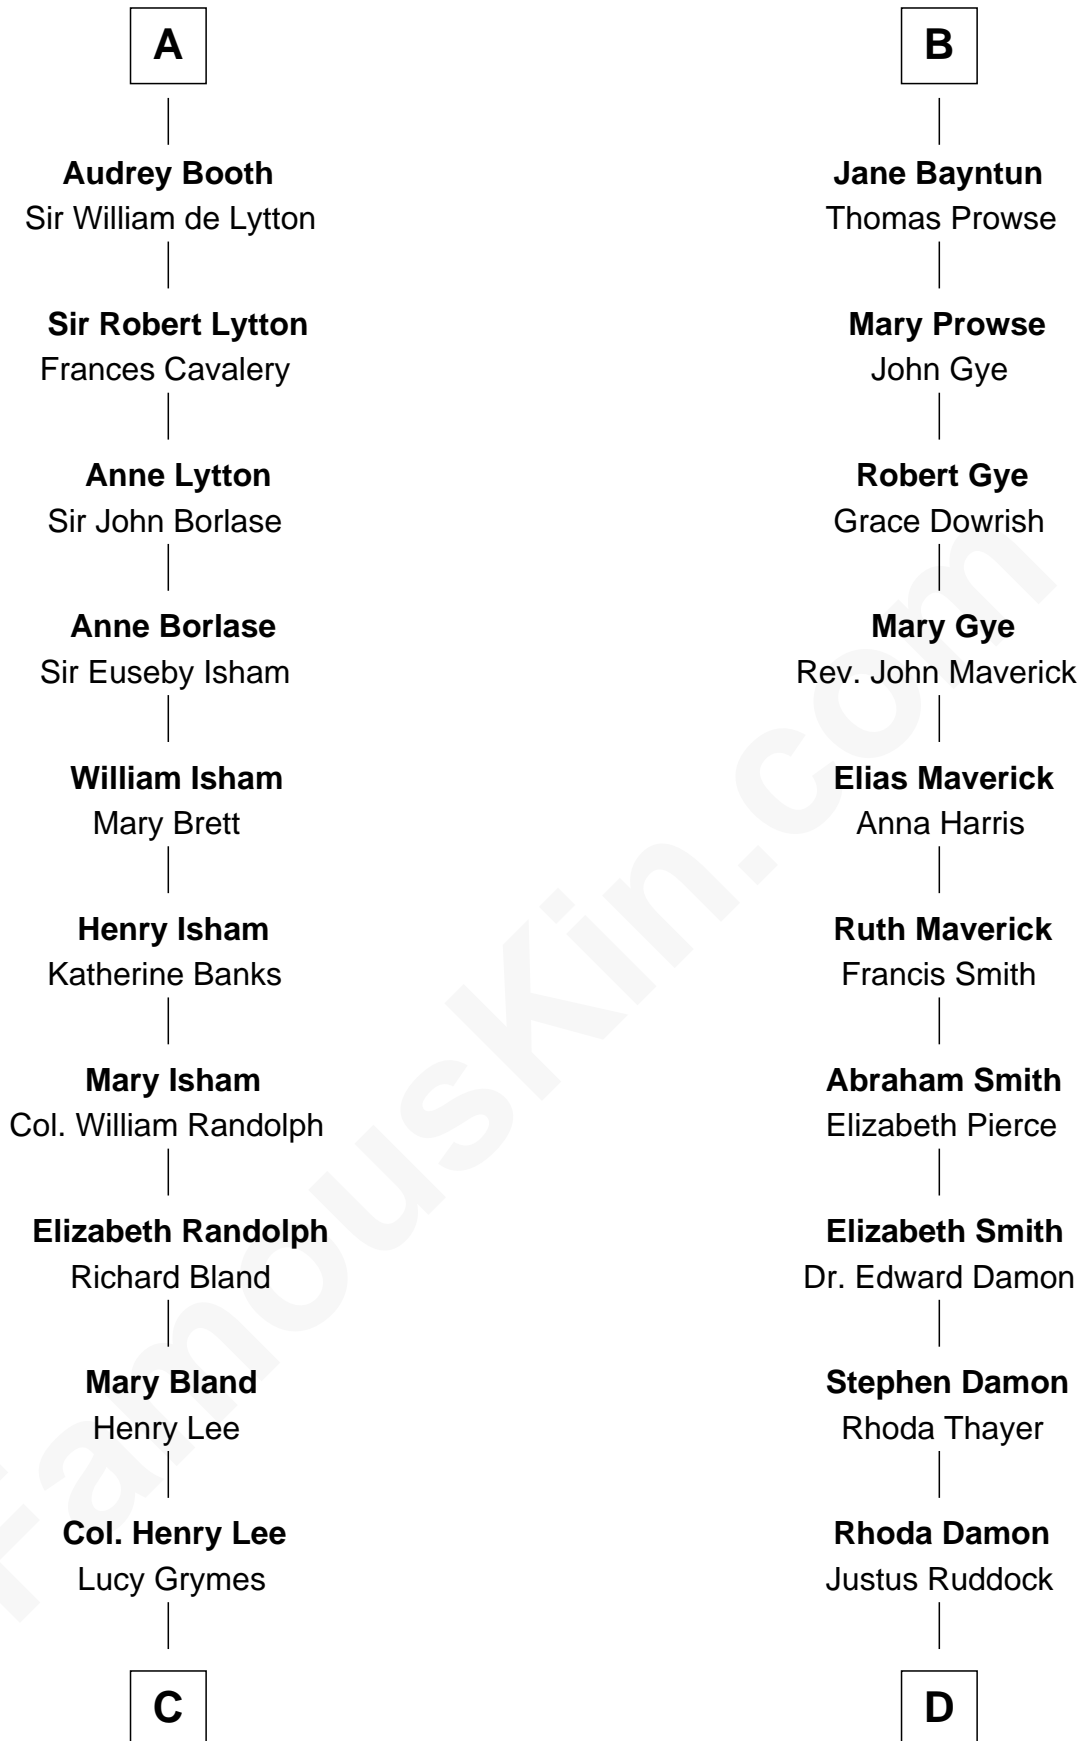 A
Audrey Booth
Sir William de Lytton
Sir Robert Lytton
Frances Cavalery
Anne Lytton
Sir John Borlase
Anne Borlase
Sir Euseby Isham
William Isham
Mary Brett
Henry Isham
Katherine Banks
Mary Isham
Col. William Randolph
Elizabeth Randolph
Richard Bland
Mary Bland
Henry Lee
Col. Henry Lee
Lucy Grymes
C
B
Jane Bayntun
Thomas Prowse
Mary Prowse
John Gye
Robert Gye
Grace Dowrish
Mary Gye
Rev. John Maverick
Elias Maverick
Anna Harris
Ruth Maverick
Francis Smith
Abraham Smith
Elizabeth Pierce
Elizabeth Smith
Dr. Edward Damon
Stephen Damon
Rhoda Thayer
Rhoda Damon
Justus Ruddock
D
FamousKin.com